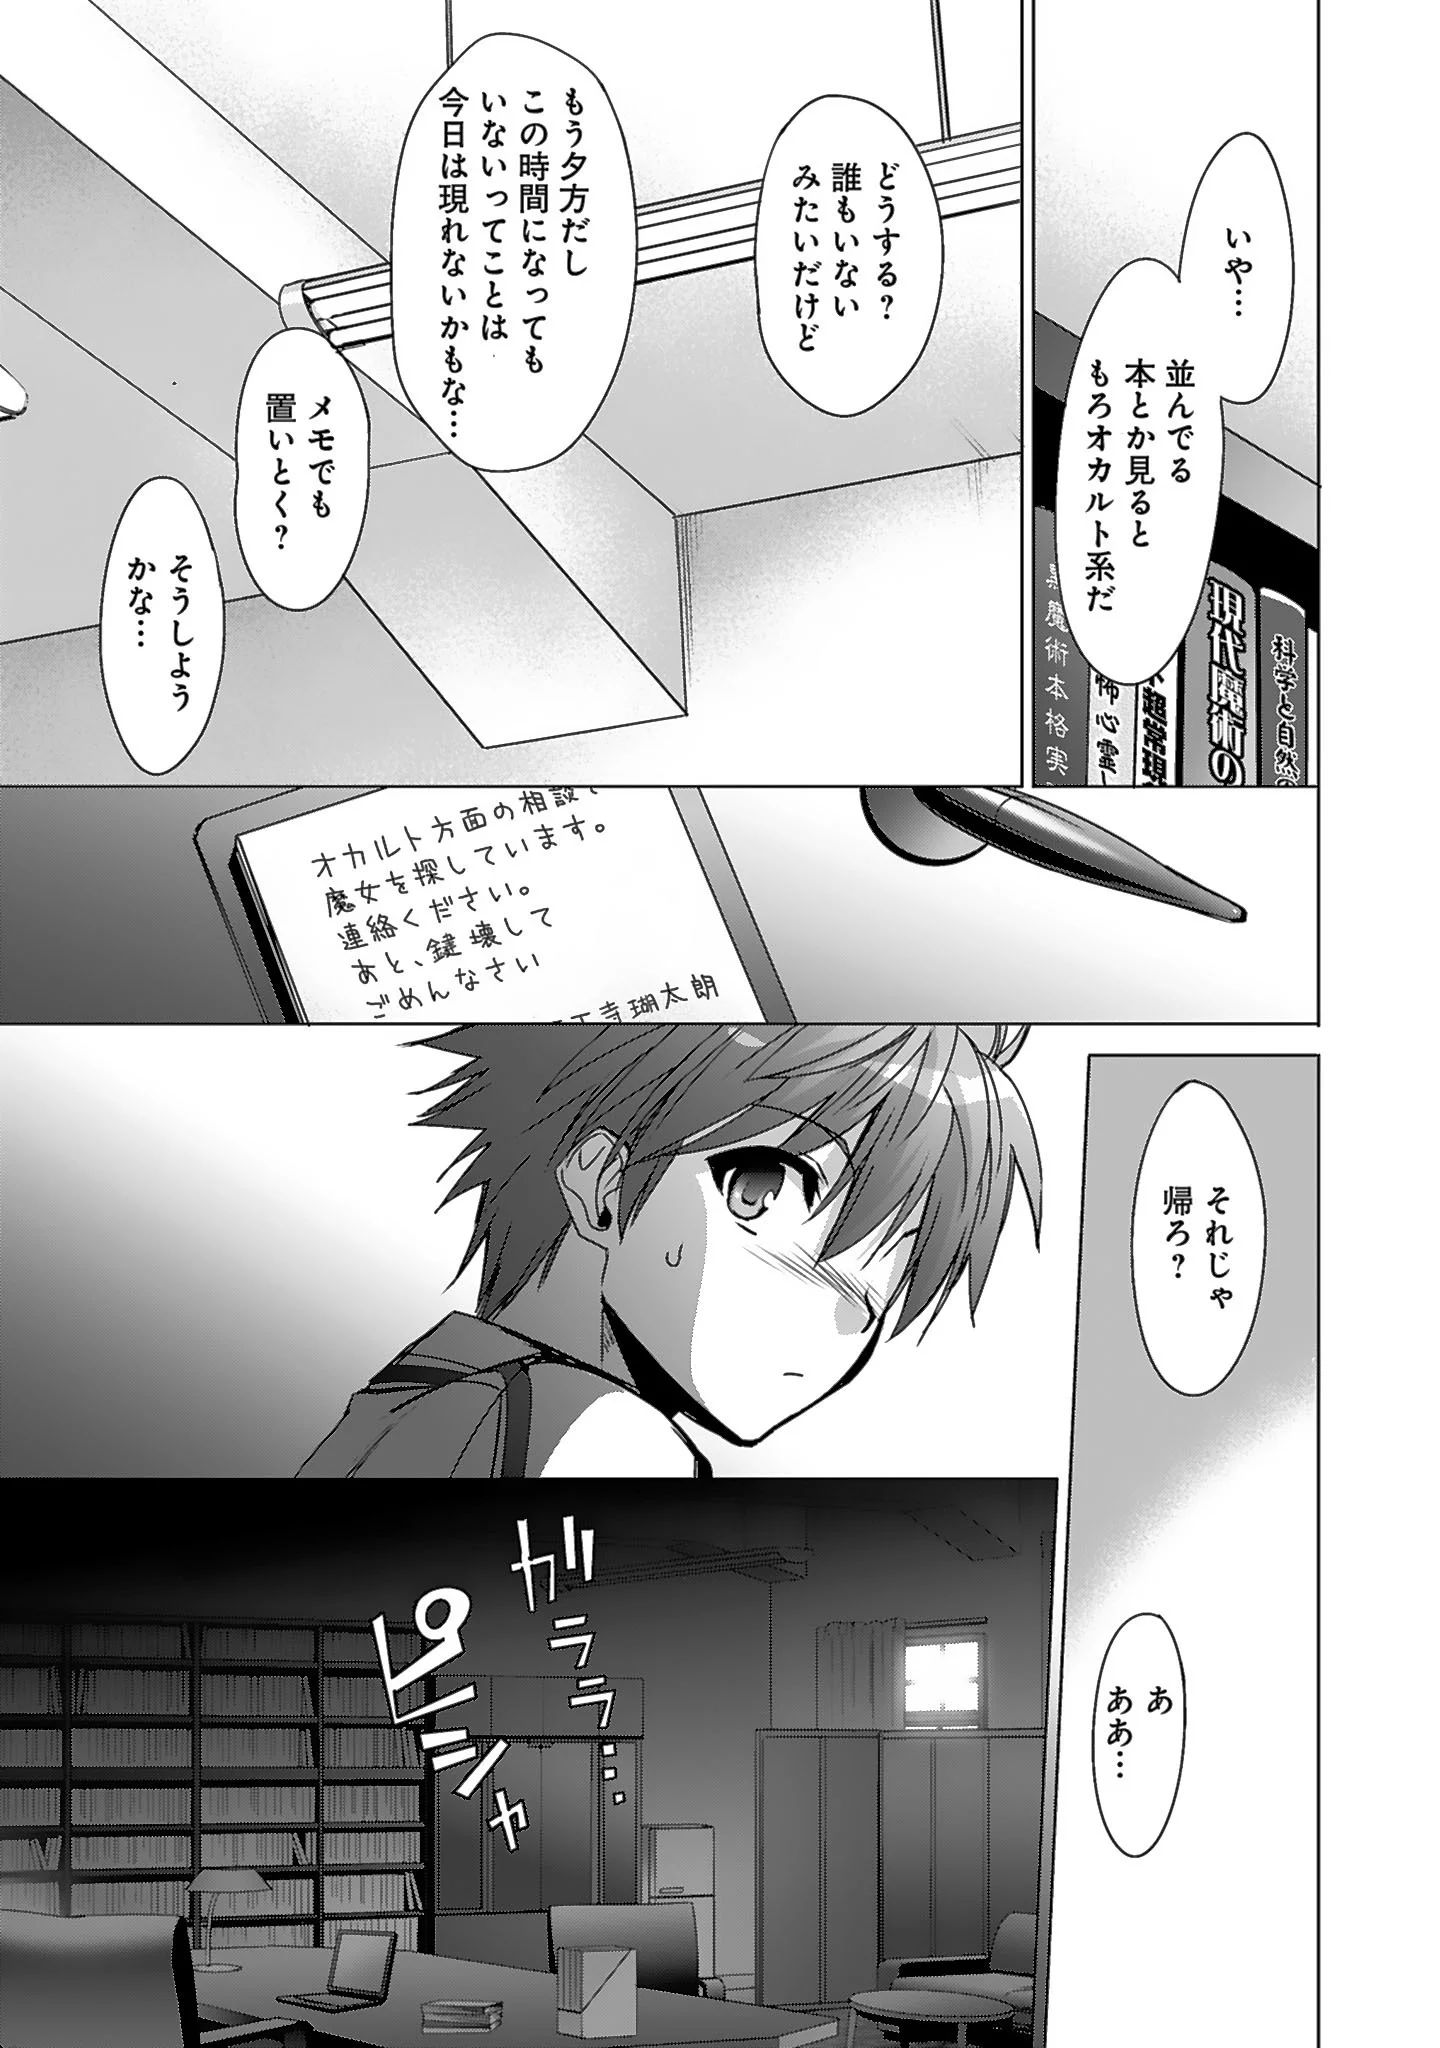 いや…
並んでる
本とか見ると
もろオカルト系だ
科学と自然の
現代魔術の
超常現
怖心霊
黒魔術本格実
どうする?
誰もいない
みたいだけど
もう夕方だし
この時間になっても
いないってことは
今日は現れないかもな…
メモでも
置いとく?
そうしよう
かな…
オカルト方面の相談で
魔女を探しています。
連絡ください。
あと、鍵壊して
ごめんなさい
寺瑚太朗
それじゃ
帰ろ?
あ
ああ…
ガラララ…
ピシャ